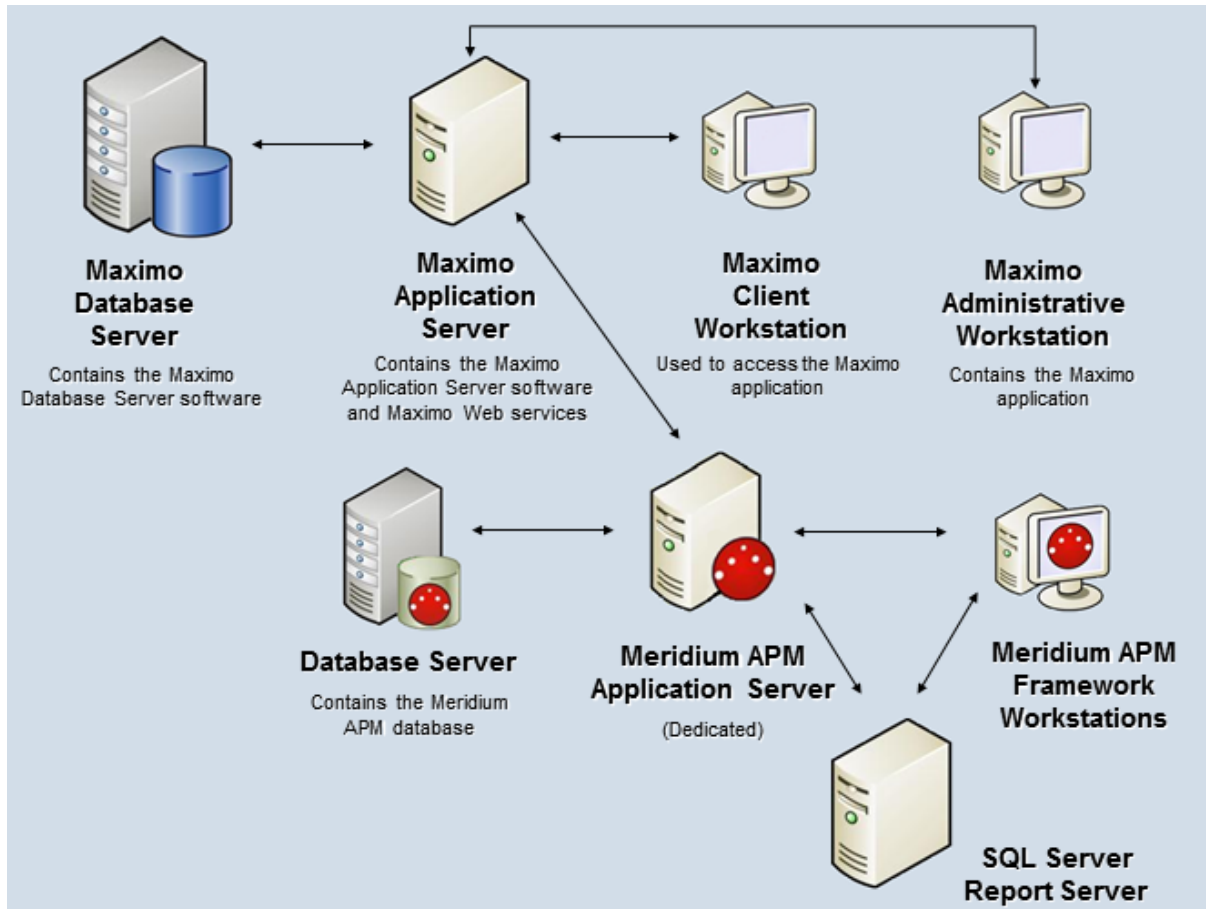 Maximo
Database
Server
Contains the Maximo
Database Server software
Maximo
Application
Server
Contains the Maximo
Application Server software
and Maximo Web services
Maximo
Client
Workstation
Used to access the Maximo
application
Maximo
Administrative
Workstation
Contains the Maximo
application
Database Server
Contains the Meridium
APM database
Meridium APM
Application Server
(Dedicated)
Meridium APM
Framework
Workstations
SQL Server
Report Server